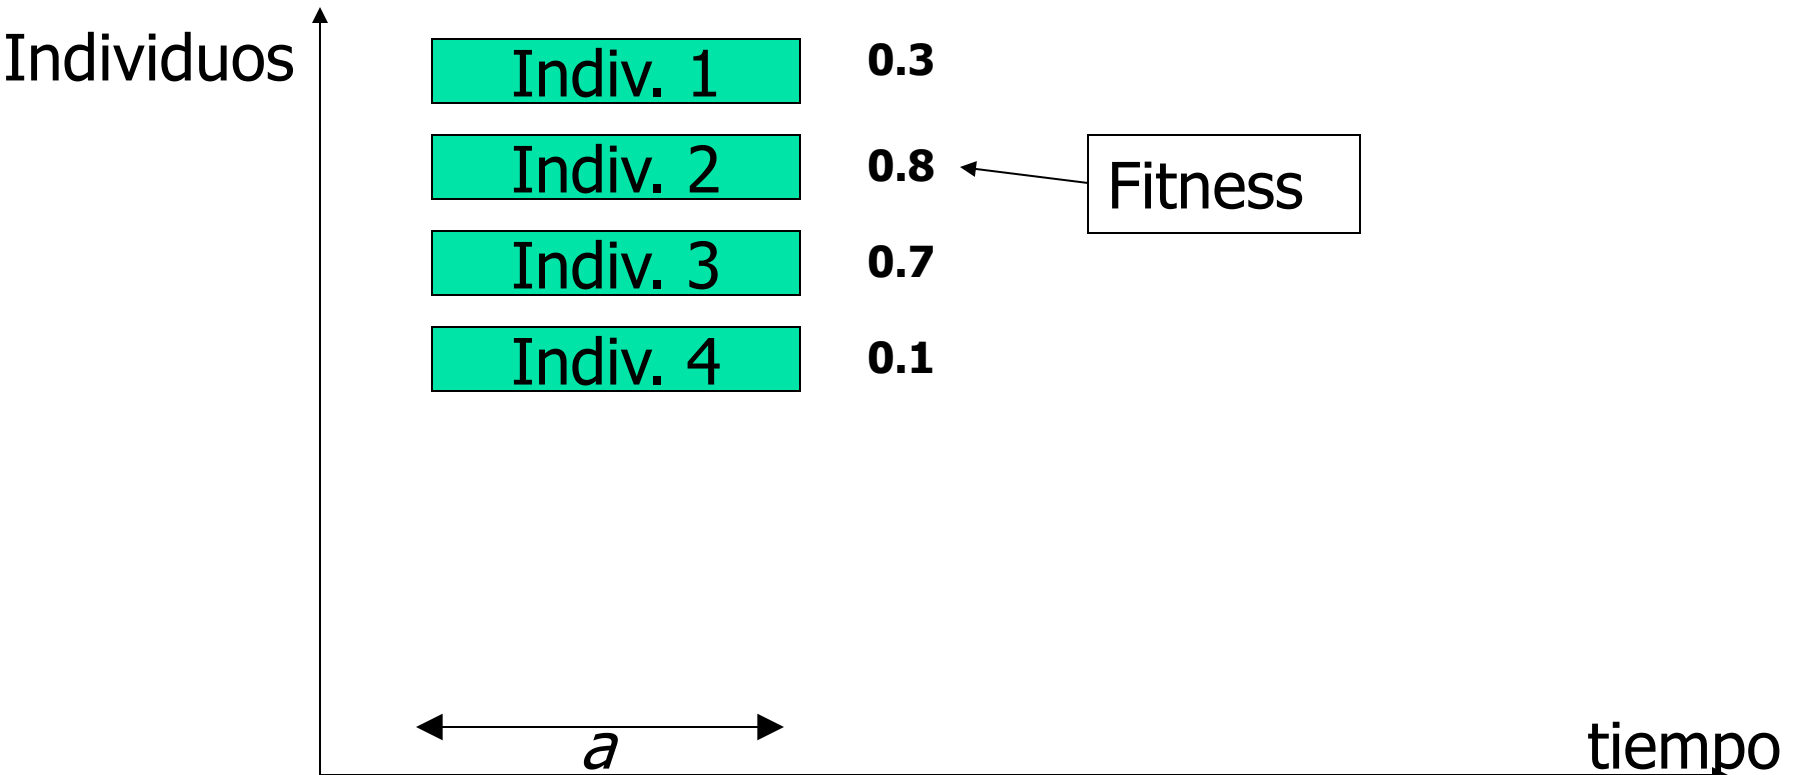 Individuos
Indiv. 1
0.3
Indiv. 2
0.8
Fitness
Indiv. 3
0.7
Indiv. 4
0.1
a
tiempo